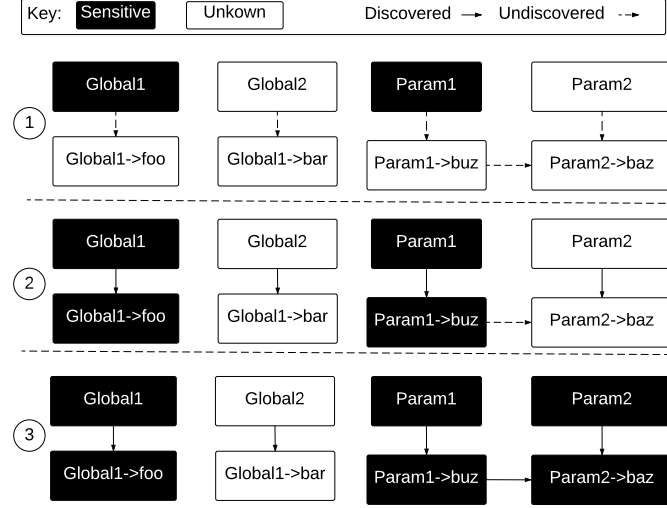 Key: Sensitive Unkown Discovered Undiscovered
Global1 Global2 Param1 Param2
1
Global1->foo Global1->bar Param1->buz Param2->baz
Global1 Global2 Param1 Param2
2
Global1->foo Global1->bar Param1->buz Param2->baz
Global1 Global2 Param1 Param2
3
Global1->foo Global1->bar Param1->buz Param2->baz